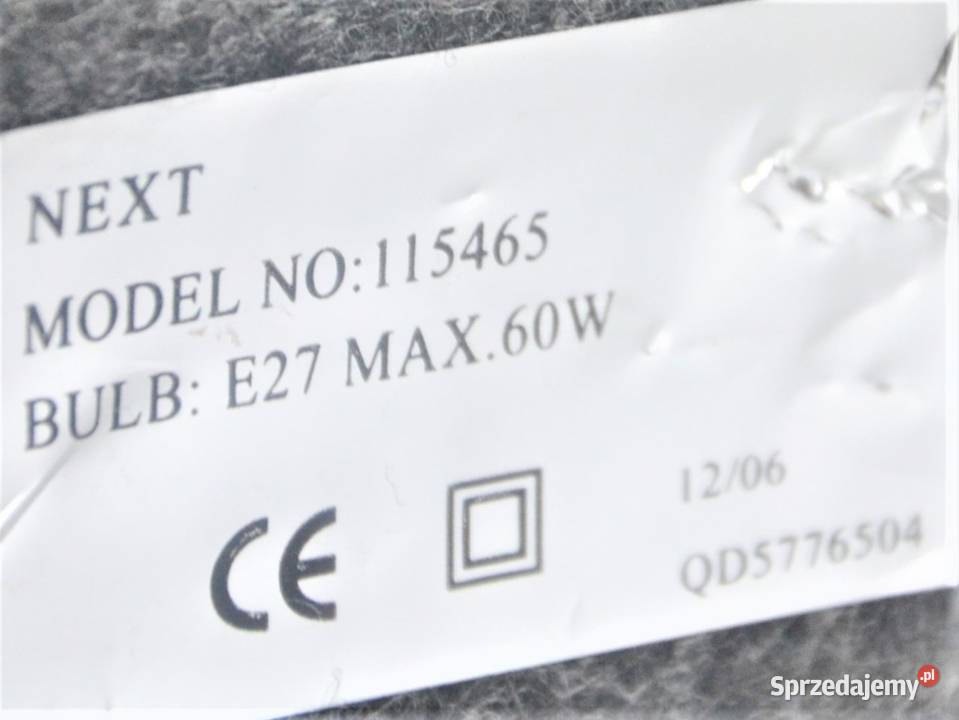 NEXT
MODEL NO:115465
BULB: E27 MAX.60W
CE
12/06
QD5776504
Sprzedajemy.pl